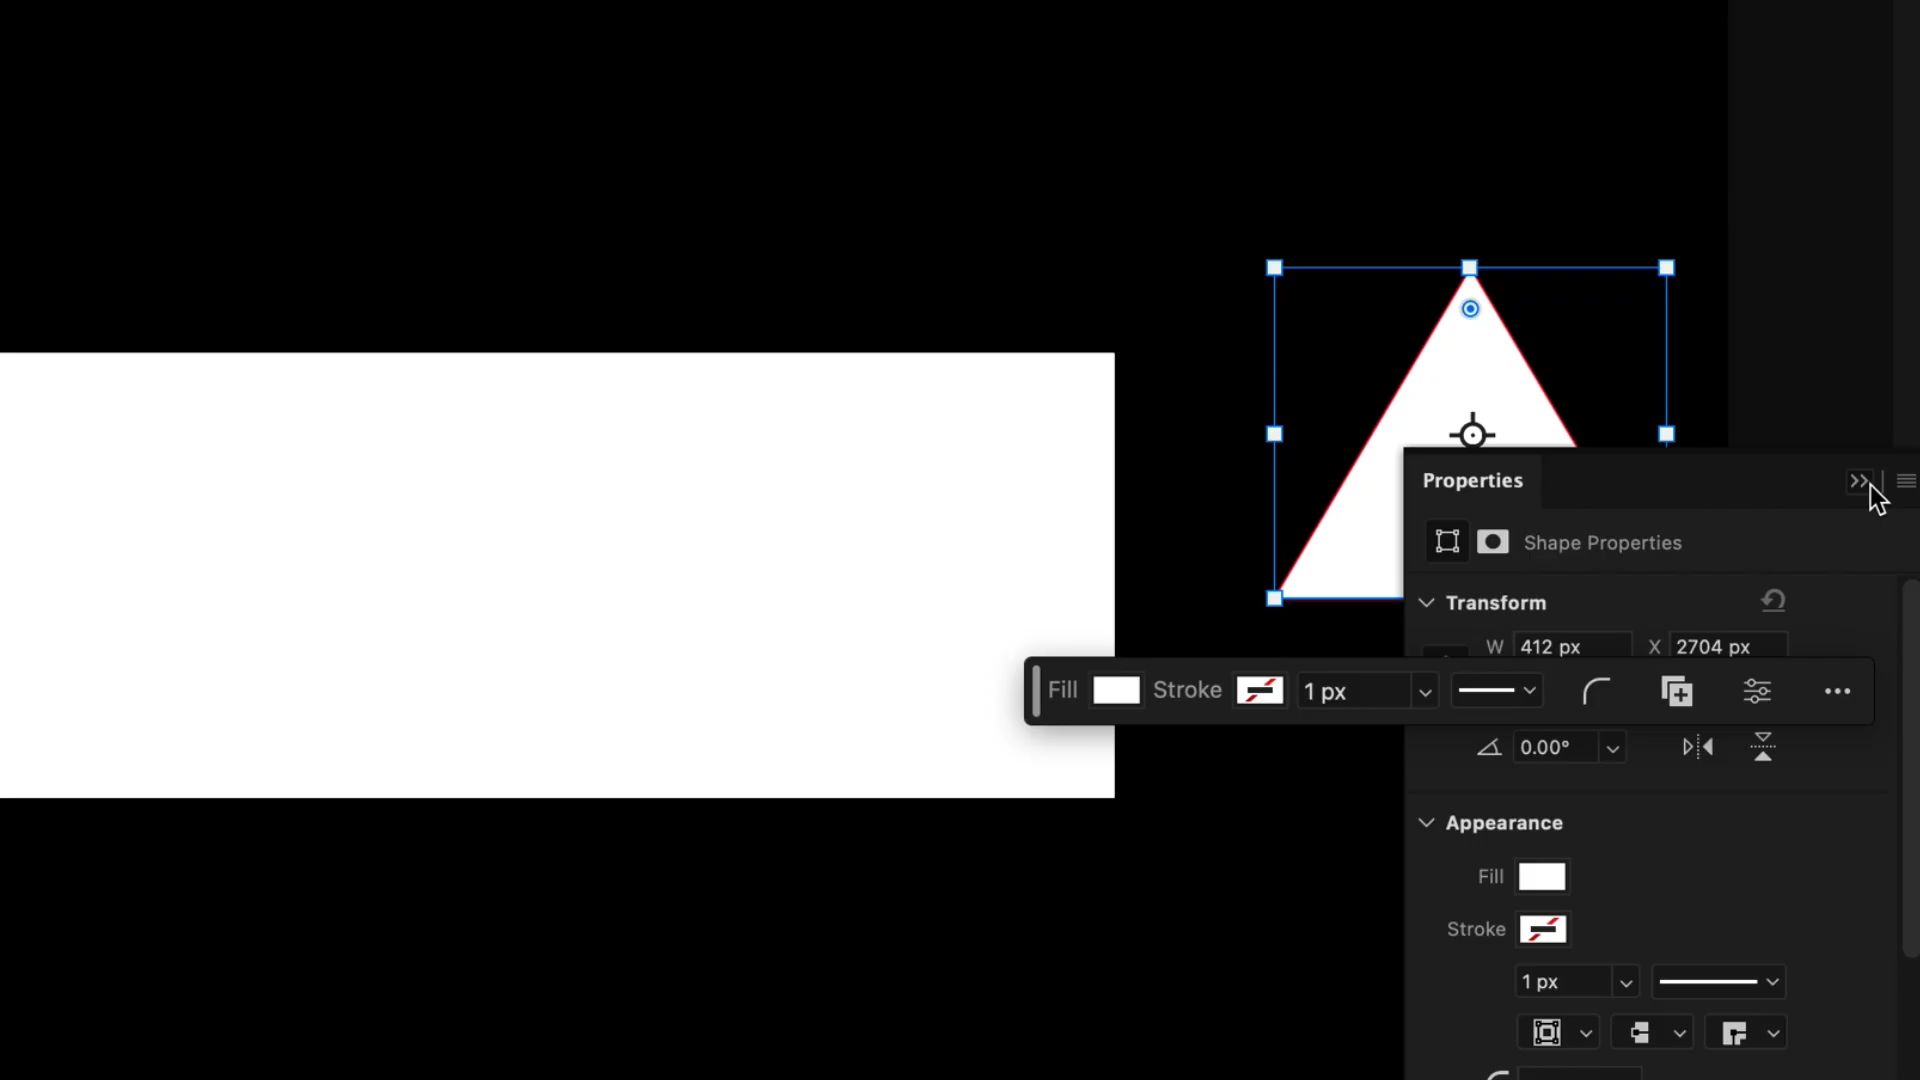 Properties
Shape Properties
Transform
W 412 px X 2704 px
Fill Stroke 1 px
0.00°
Appearance
Fill
Stroke
1 px